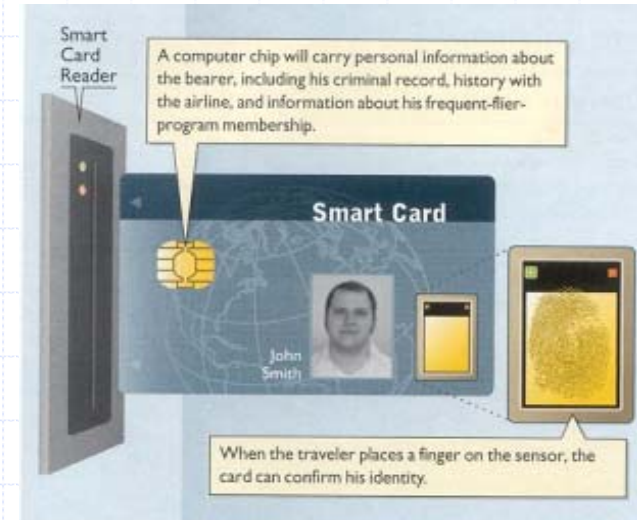 Smart
Card
Reader
A computer chip will carry personal information about
the bearer, including his criminal record, history with
the airline, and information about his frequent-flier-
program membership.
Smart Card
John
Smith
When the traveler places a finger on the sensor, the
card can confirm his identity.